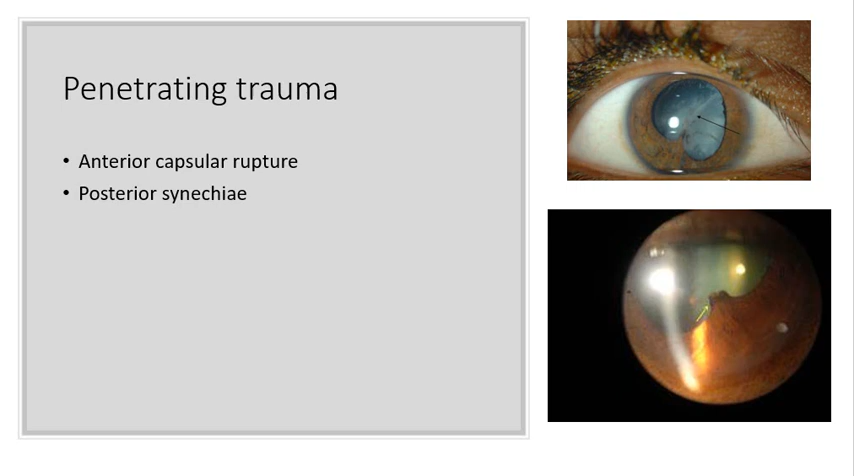 Penetrating trauma
• Anterior capsular rupture
• Posterior synechiae